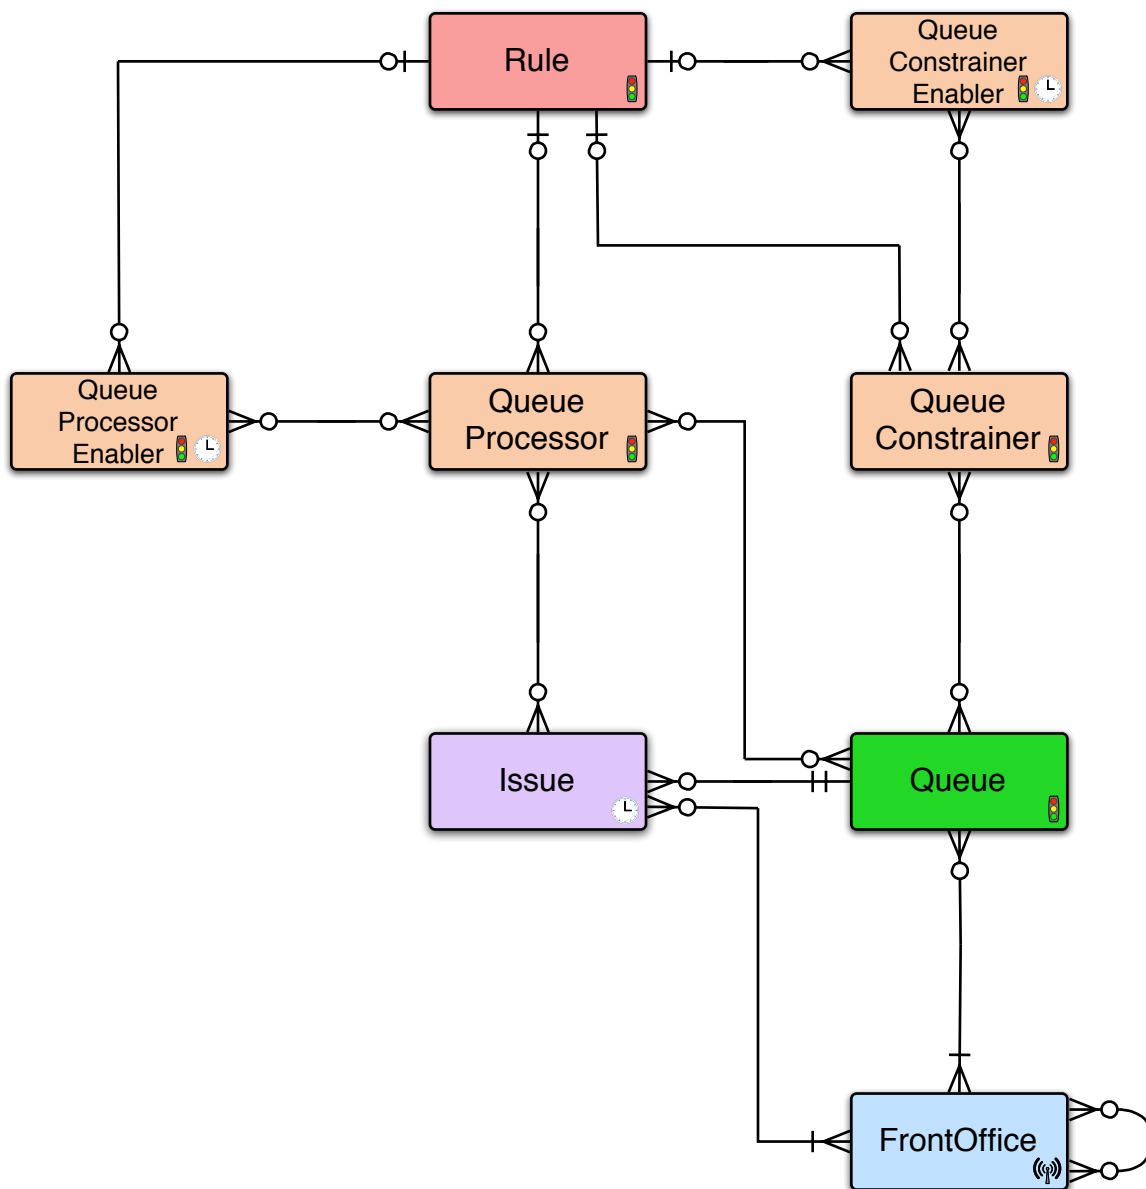 Rule
Queue
Constrainer
Enabler
Queue
Processor
Enabler
Queue
Processor
Queue
Constrainer
Issue
Queue
FrontOffice